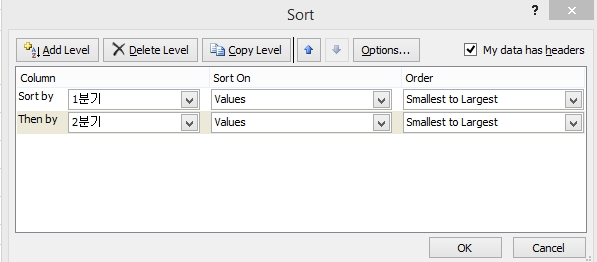 Sort
? ×
Add Level Delete Level Copy Level Options... My data has headers
Column Sort On Order
Sort by 1분기 Values Smallest to Largest
Then by 2분기 Values Smallest to Largest
OK Cancel